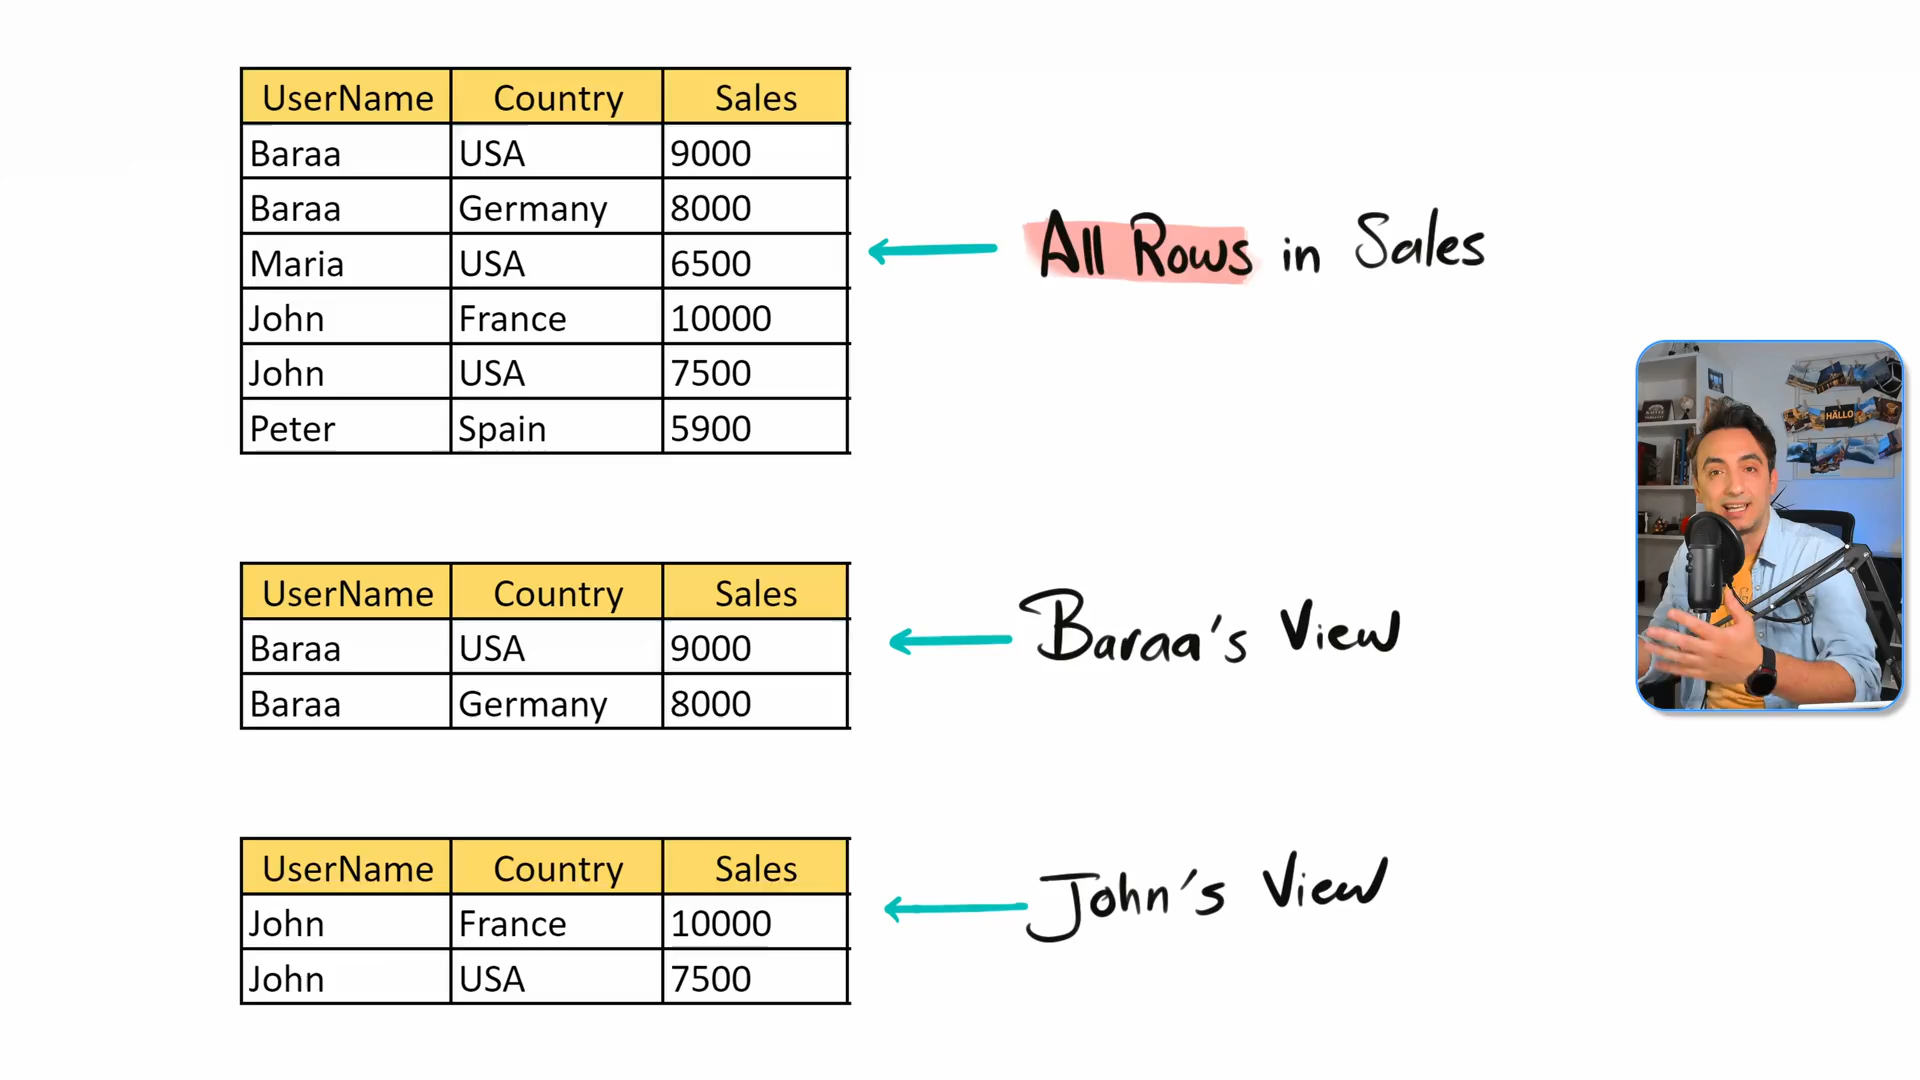 UserName Country Sales
Baraa USA 9000
Baraa Germany 8000
Maria USA 6500
John France 10000
John USA 7500
Peter Spain 5900
All Rows in Sales
HALLO
UserName Country Sales
Baraa USA 9000
Baraa Germany 8000
Baraa's View
UserName Country Sales
John France 10000
John USA 7500
John's View